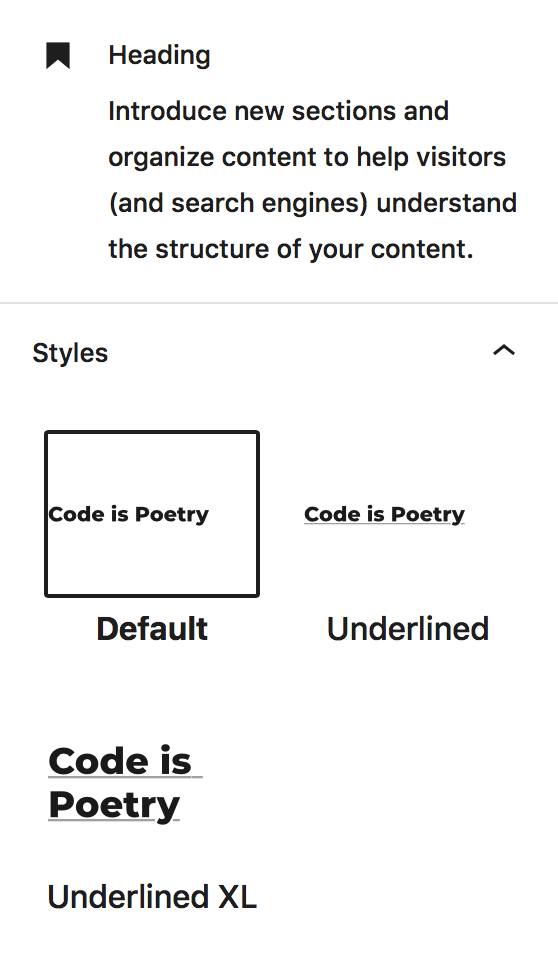 Heading
Introduce new sections and
organize content to help visitors
(and search engines) understand
the structure of your content.
Styles
Code is Poetry
Default
Code is Poetry
Underlined
Code is
Poetry
Underlined XL